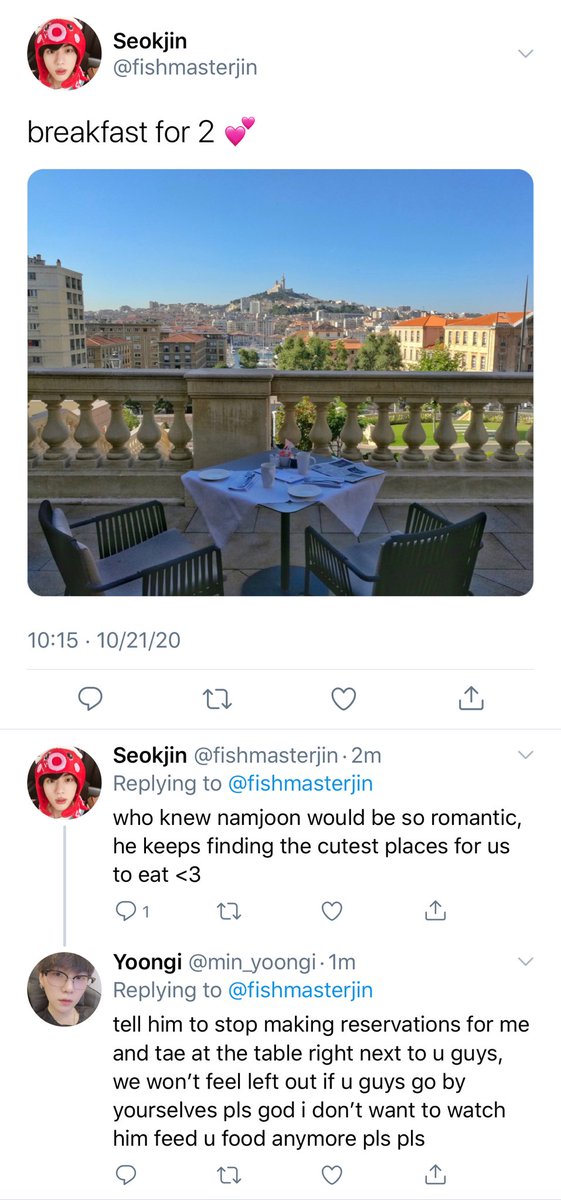 Seokjin
@fishmasterjin
breakfast for 2 💕
10:15 · 10/21/20
Seokjin @fishmasterjin · 2m
Replying to @fishmasterjin
who knew namjoon would be so romantic,
he keeps finding the cutest places for us
to eat <3
1
Yoongi @min_yoongi · 1m
Replying to @fishmasterjin
tell him to stop making reservations for me
and tae at the table right next to u guys,
we won’t feel left out if u guys go by
yourselves pls god i don’t want to watch
him feed u food anymore pls pls